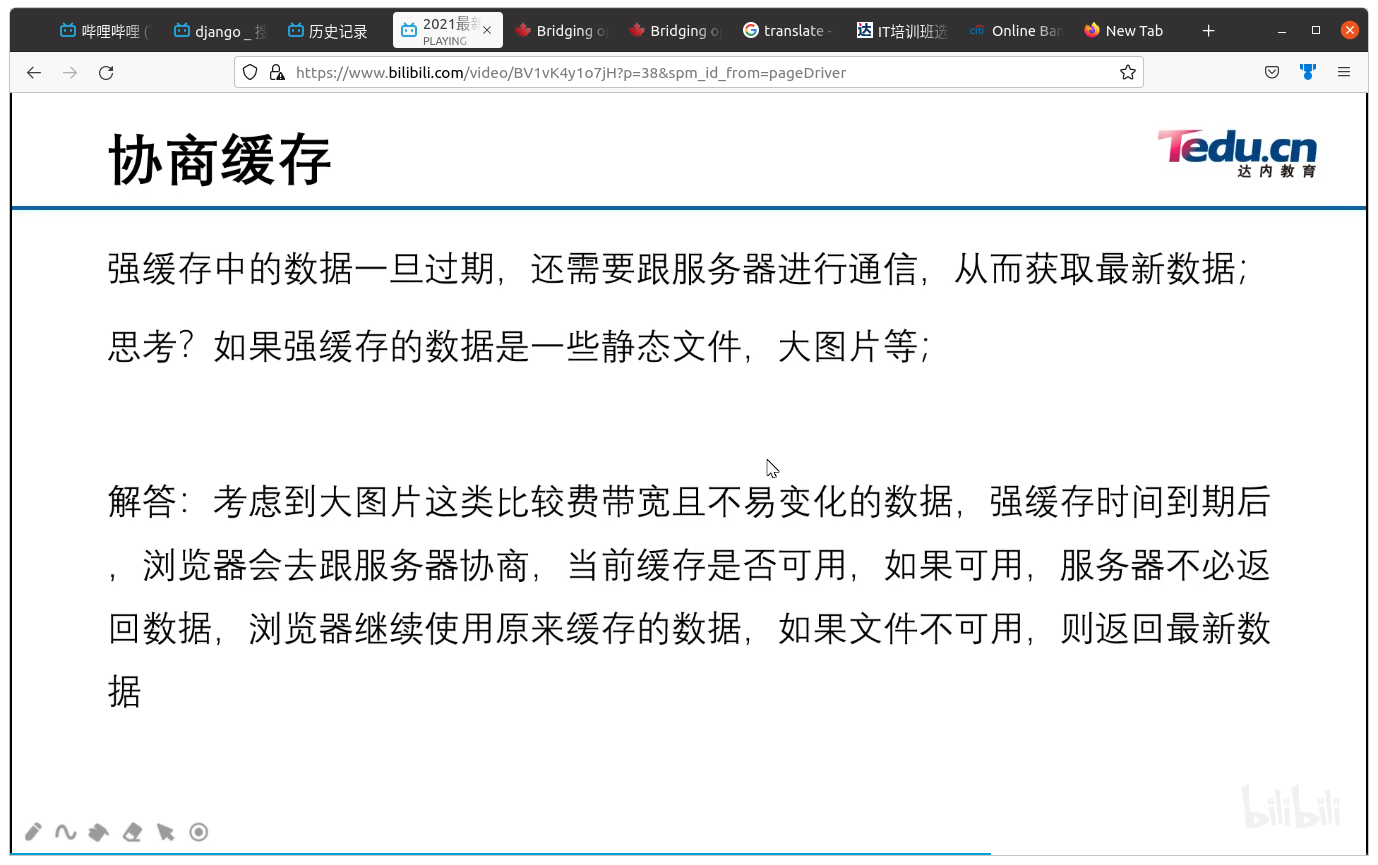 哔哩哔哩 (
django _ 搜
历史记录
2021最新
PLAYING
Bridging o
Bridging o
G translate -
达 IT培训班选
citi Online Ban
New Tab
https://www.bilibili.com/video/BV1vK4y1o7jH?p=38&spm_id_from=pageDriver
协商缓存
Tedu.cn
达内教育
强缓存中的数据一旦过期，还需要跟服务器进行通信，从而获取最新数据；
思考？如果强缓存的数据是一些静态文件，大图片等；
解答：考虑到大图片这类比较费带宽且不易变化的数据，强缓存时间到期后
，浏览器会去跟服务器协商，当前缓存是否可用，如果可用，服务器不必返
回数据，浏览器继续使用原来缓存的数据，如果文件不可用，则返回最新数
据
bilibili